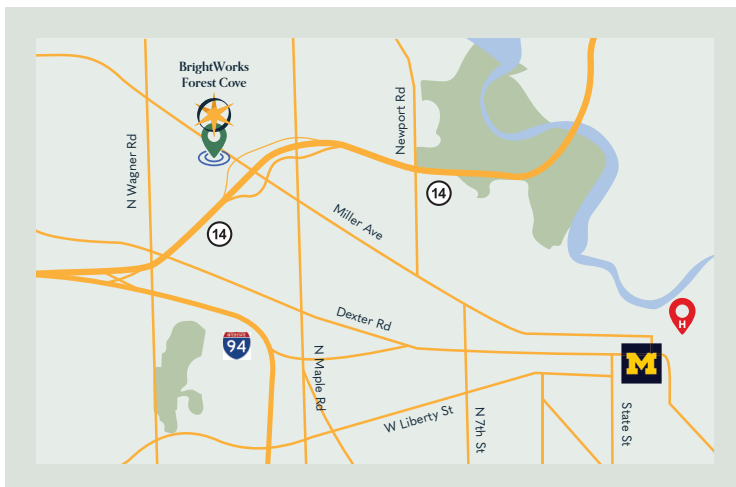 BrightWorks
Forest Cove
N Wagner Rd
Newport Rd
14
14
Miller Ave
Dexter Rd
INTERSTATE
94
N Maple Rd
W Liberty St
N 7th St
State St
M
H